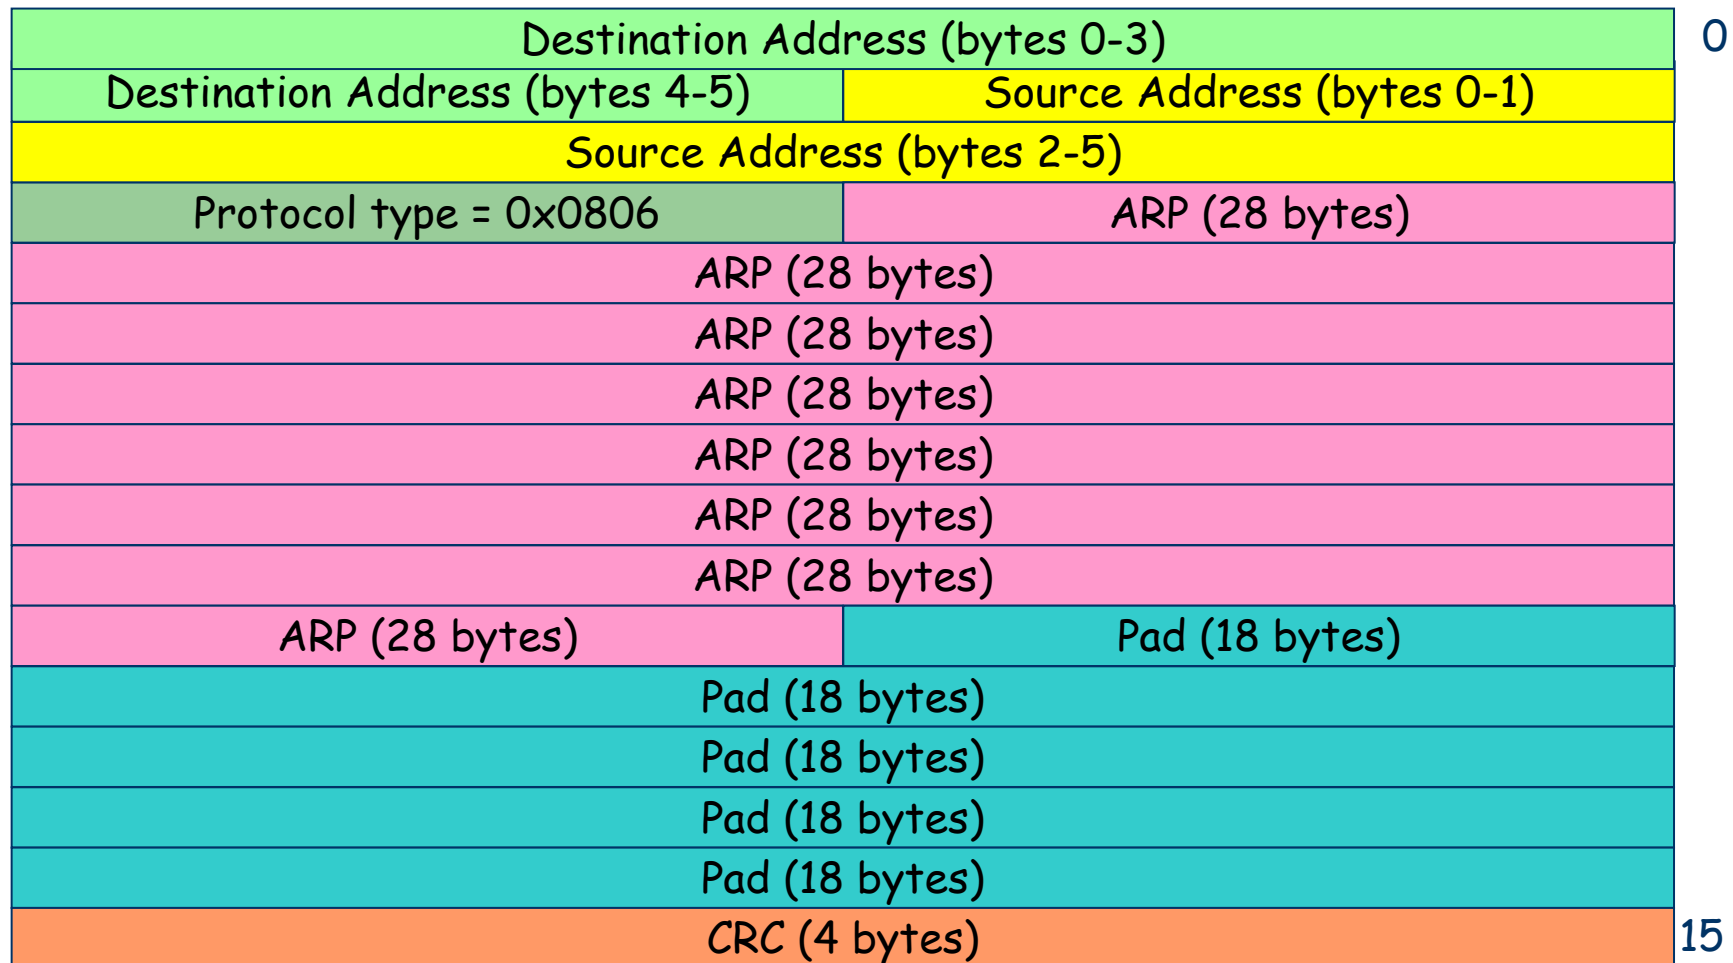 Destination Address (bytes 0-3) 0
Destination Address (bytes 4-5) Source Address (bytes 0-1)
Source Address (bytes 2-5)
Protocol type = 0x0806 ARP (28 bytes)
ARP (28 bytes)
ARP (28 bytes)
ARP (28 bytes)
ARP (28 bytes)
ARP (28 bytes)
ARP (28 bytes)
ARP (28 bytes) Pad (18 bytes)
Pad (18 bytes)
Pad (18 bytes)
Pad (18 bytes)
Pad (18 bytes)
CRC (4 bytes) 15